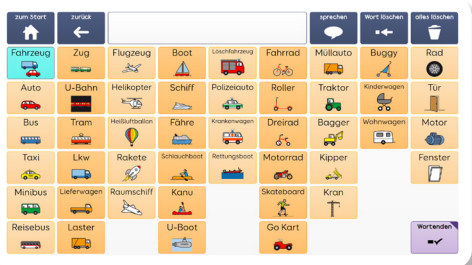 zum Start zurück sprechen Wort löschen alles löschen
Fahrzeug Zug Flugzeug Boot Löschfahrzeug Fahrrad Müllauto Buggy Rad
Auto U-Bahn Helikopter Schiff Polizeiauto Roller Traktor Kinderwagen Tür
Bus Tram Heißluftballon Fähre Krankenwagen Dreirad Bagger Wohnwagen Motor
Taxi Lkw Rakete Schlauchboot Rettungsboot Motorrad Kipper Fenster
Minibus Lieferwagen Raumschiff Kanu Skateboard Kran
Reisebus Laster U-Boot Go Kart Wortenden